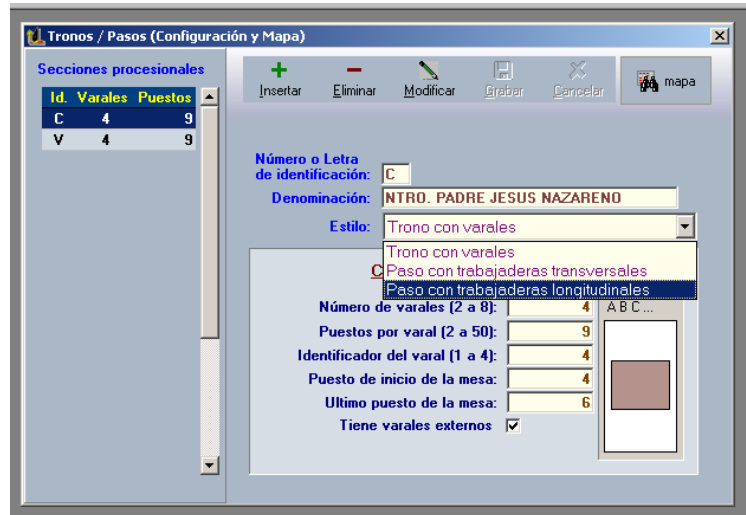 Tronos / Pasos (Configuración y Mapa)
Secciones procesionales
Id. Varales Puestos
C 4 9
V 4 9
Insertar Eliminar Modificar Grabar Cancelar mapa
Número o Letra
de identificación: C
Denominación: NTRO. PADRE JESUS NAZARENO
Estilo: Trono con varales
Trono con varales
Paso con trabajaderas transversales
Paso con trabajaderas longitudinales
C
Número de varales (2 a 8): 4
A B C ...
Puestos por varal (2 a 50): 9
Identificador del varal (1 a 4): 4
Puesto de inicio de la mesa: 4
Ultimo puesto de la mesa: 6
Tiene varales externos